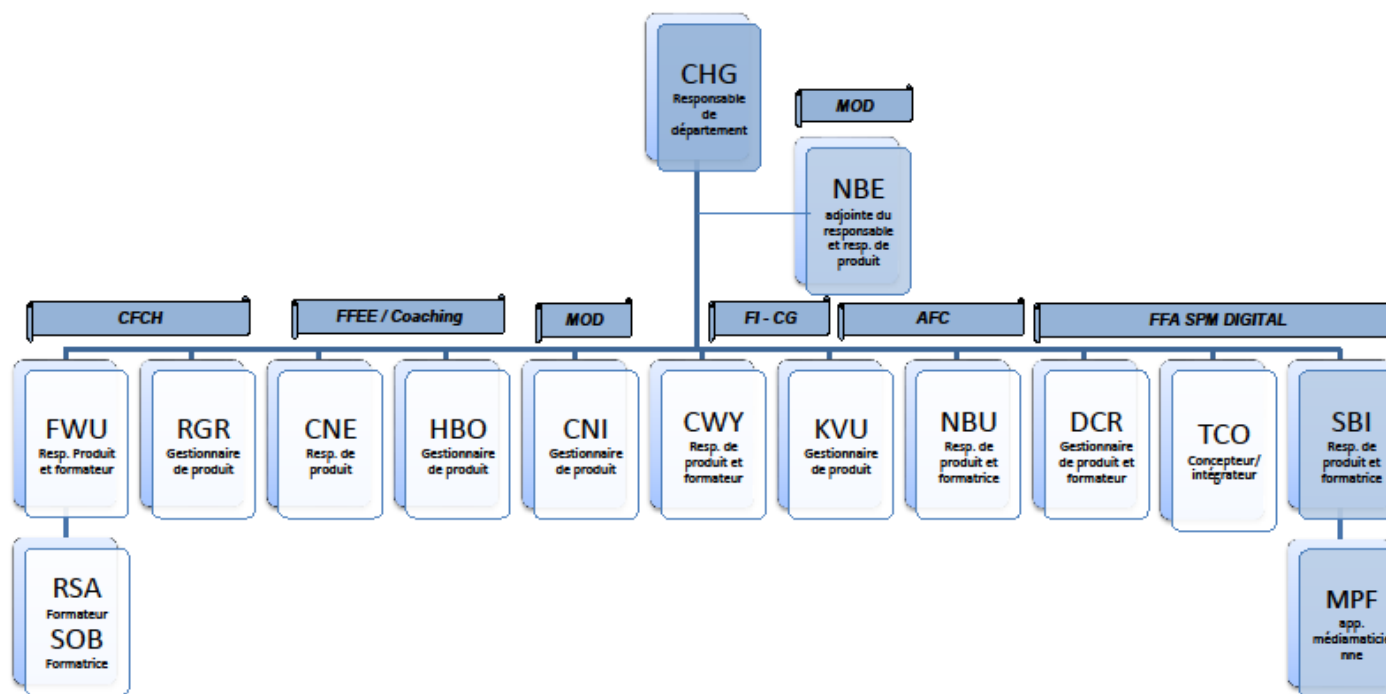 CHG
Responsable
de
département
MOD
NBE
adjointe du
responsable
et resp. de
produit
CFCH
FFEE / Coaching
MOD
FI - CG
AFC
FFA SPM DIGITAL
FWU
Resp. Produit
et formateur
RGR
Gestionnaire
de produit
CNE
Resp. de
produit
HBO
Gestionnaire
de produit
CNI
Gestionnaire
de produit
CWY
Resp. de
produit et
formateur
KVU
Gestionnaire
de produit
NBU
Resp. de
produit et
formatrice
DCR
Gestionnaire
de produit et
formateur
TCO
Concepteur/
intégrateur
SBI
Resp. de
produit et
formatrice
RSA
Formateur
SOB
Formatrice
MPF
app.
médiamaticie
nne